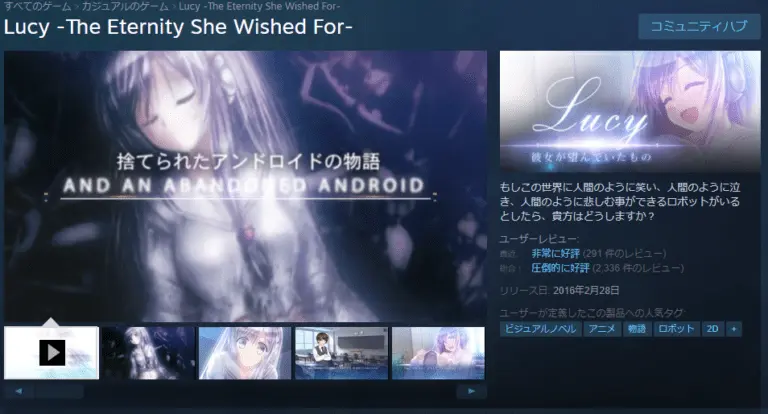 すべてのゲーム > カジュアルのゲーム > Lucy -The Eternity She Wished For-
Lucy -The Eternity She Wished For-
コミュニティハブ
捨てられたアンドロイドの物語
AND AN ABANDONED ANDROID
Lucy
彼女が望んでいたもの
もしこの世界に人間のように笑い、人間のように泣
き、人間のように悲しむ事ができるロボットがいる
としたら、貴方はどうしますか？
ユーザーレビュー:
最近: 非常に好評 (291 件のレビュー)
総合: 圧倒的に好評 (2,336 件のレビュー)
リリース日: 2016年2月28日
ユーザーが定義したこの製品への人気タグ:
ビジュアルノベル アニメ 物語 ロボット 2D +